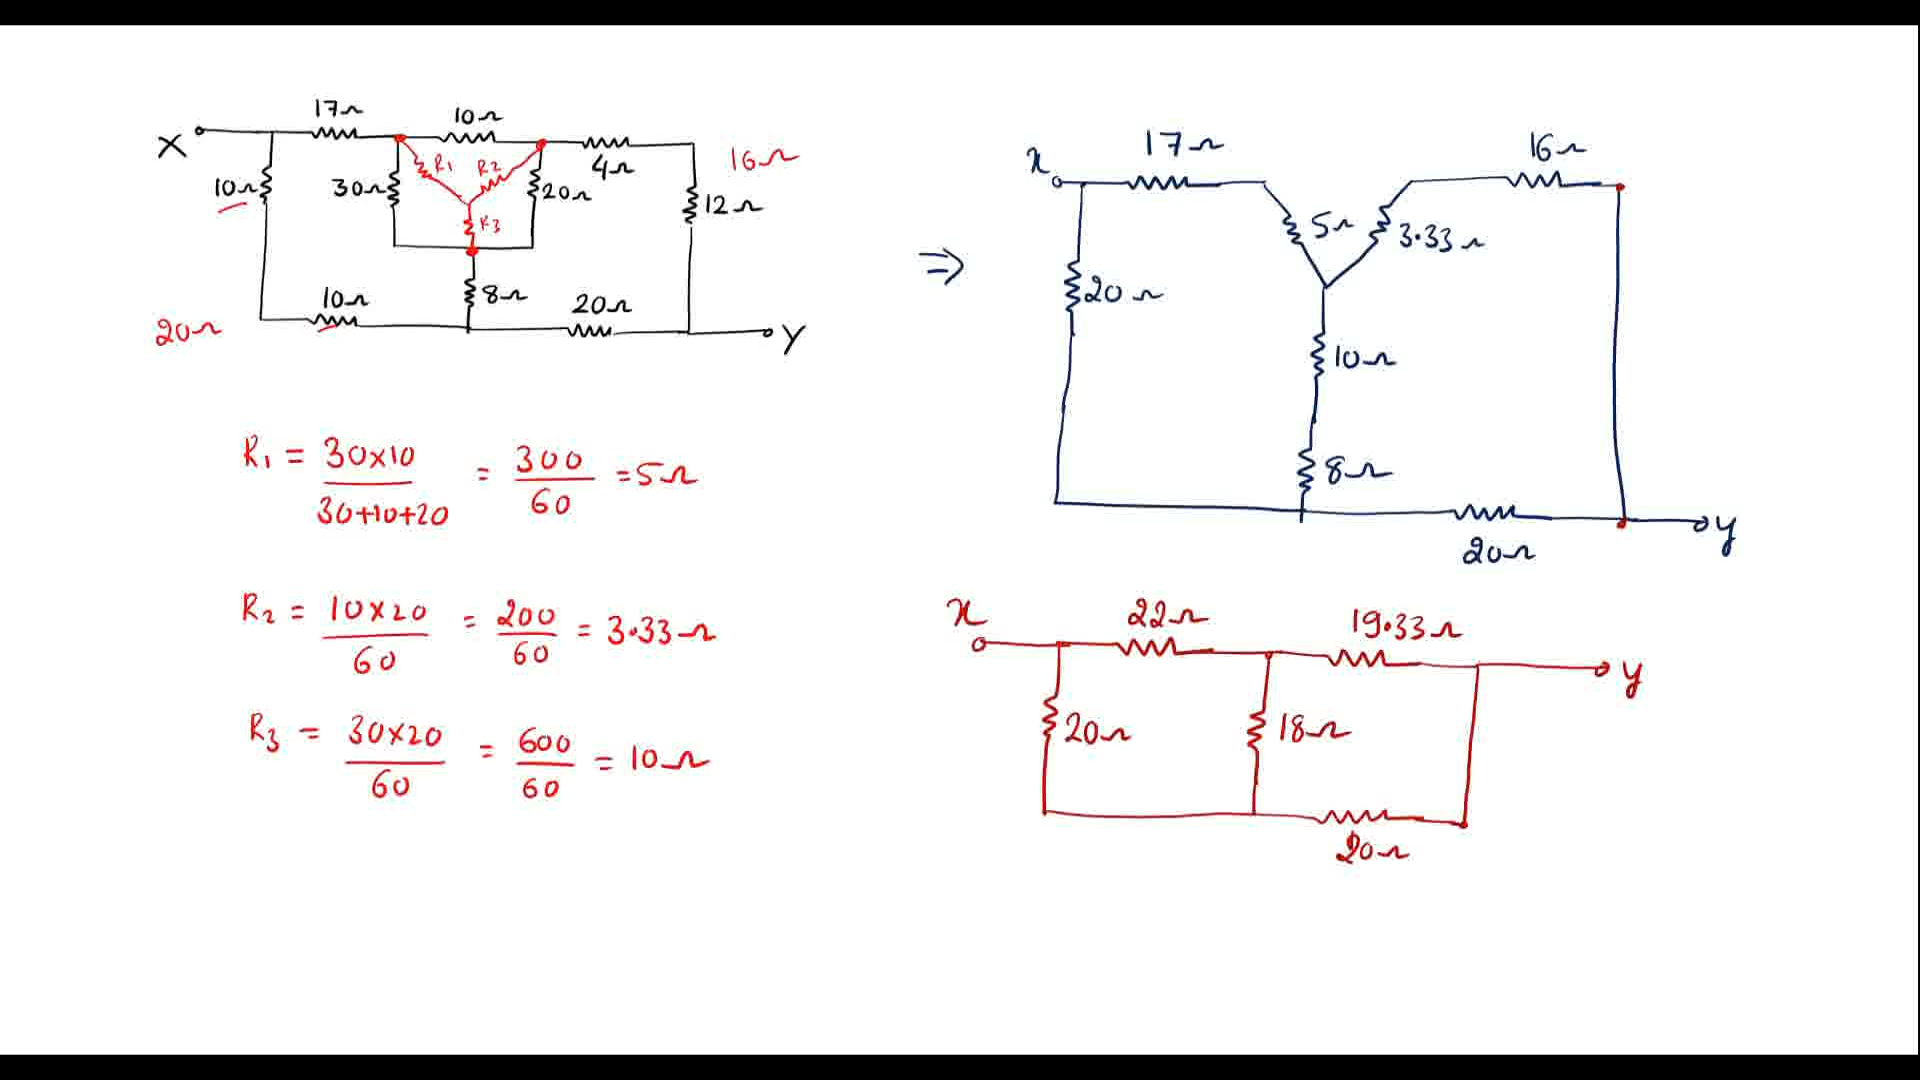 17Ω
10Ω
X
4Ω
16Ω
10Ω
30Ω
R1
R2
20Ω
12Ω
R3
10Ω
8Ω
20Ω
20Ω
Y
R1 = 30×10 / 30+10+20 = 300 / 60 = 5Ω
R2 = 10×20 / 60 = 200 / 60 = 3.33Ω
R3 = 30×20 / 60 = 600 / 60 = 10Ω
⇒
x
17Ω
16Ω
5Ω
3.33Ω
20Ω
10Ω
8Ω
20Ω
y
x
22Ω
19.33Ω
y
20Ω
18Ω
20Ω